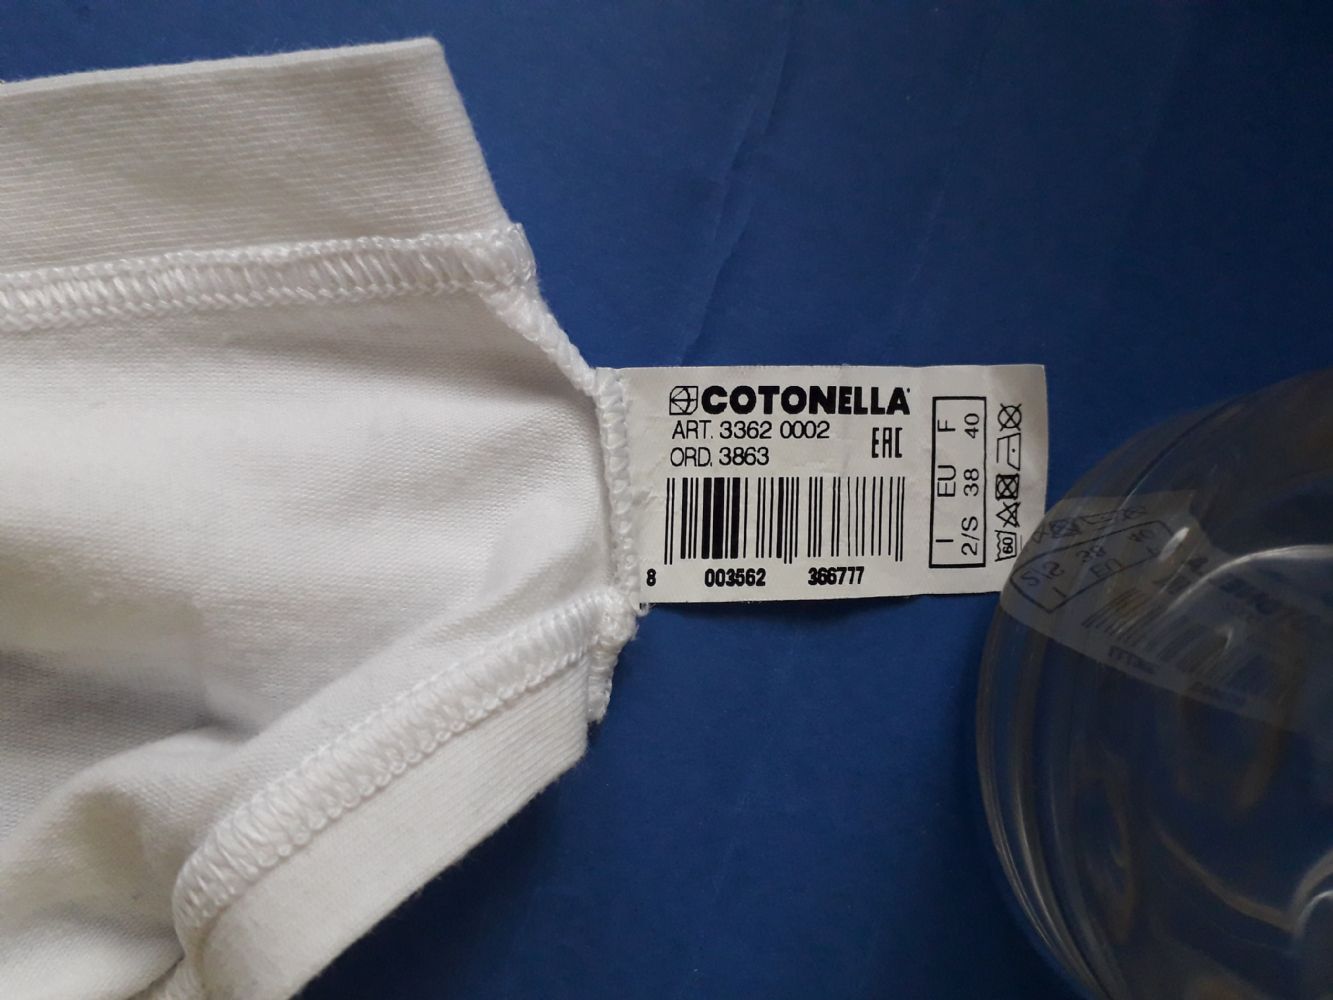 COTONELLA
ART. 3362 0002
ORD. 3863
EAC
8 003562 366777
I EU F
2/S 38 40
60